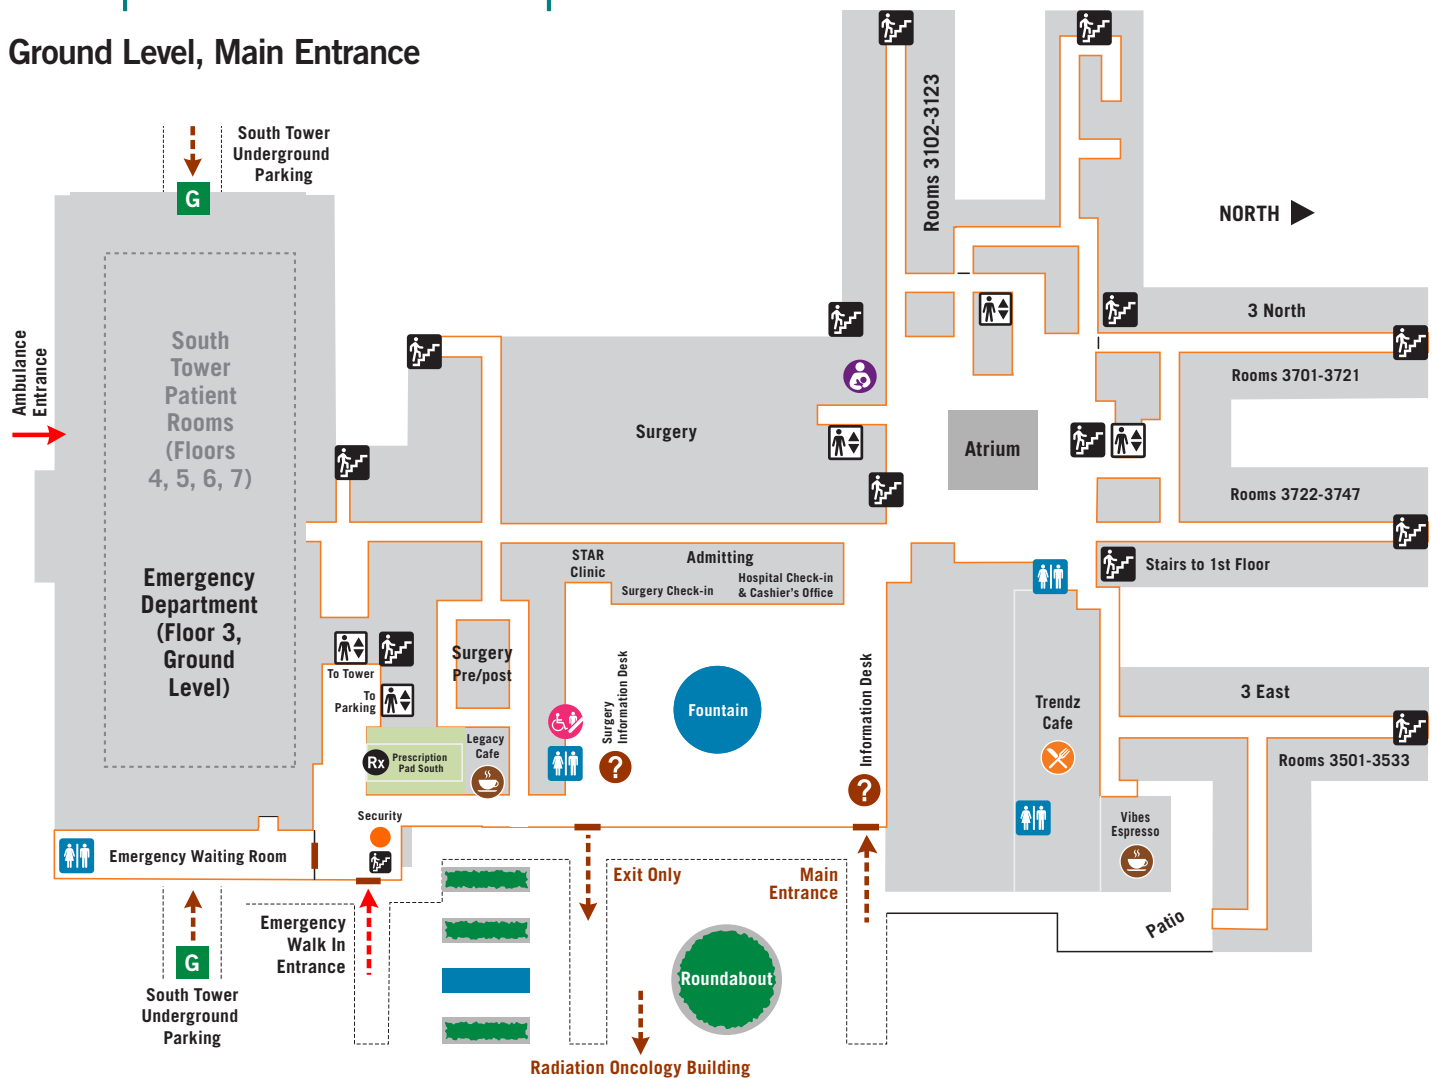 Ground Level, Main Entrance
South Tower
Underground
Parking
G
Rooms 3102-3123
NORTH
3 North
Rooms 3701-3721
Ambulance
Entrance
South
Tower
Patient
Rooms
(Floors
4, 5, 6, 7)
Surgery
Atrium
Rooms 3722-3747
Stairs to 1st Floor
STAR
Clinic
Admitting
Surgery Check-in
Hospital Check-in
& Cashier's Office
Emergency
Department
(Floor 3,
Ground
Level)
To Tower
To
Parking
Surgery
Pre/post
Surgery
Information Desk
?
Fountain
Information Desk
?
Trendz
Cafe
3 East
Rooms 3501-3533
Rx
Prescription
Pad South
Legacy
Cafe
Security
Vibes
Espresso
Emergency Waiting Room
Exit Only
Main
Entrance
Emergency
Walk In
Entrance
Patio
G
South Tower
Underground
Parking
Roundabout
Radiation Oncology Building